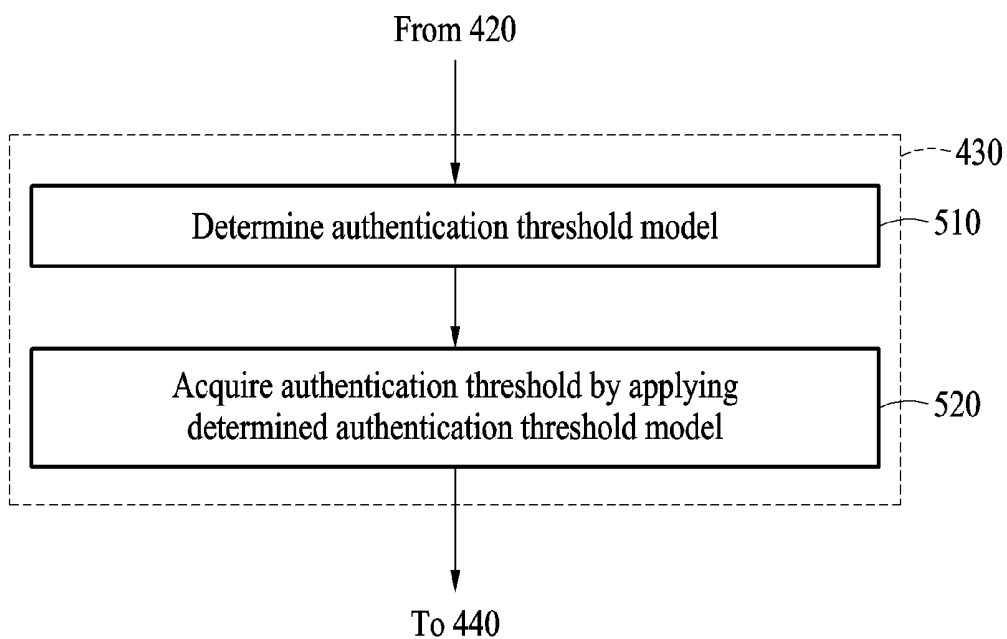 From 420
430
Determine authentication threshold model
510
Acquire authentication threshold by applying
determined authentication threshold model
520
To 440